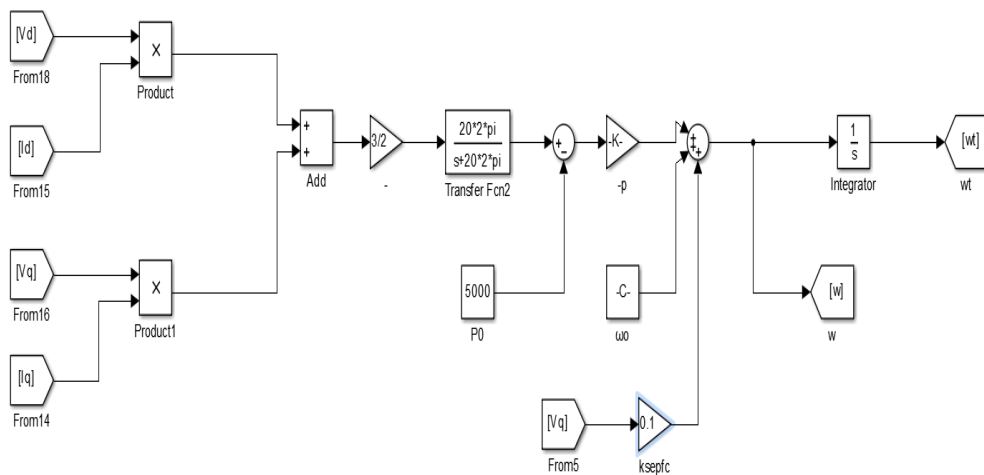 [Vd]
From18
×
Product
[Id]
From15
+
+
Add
3/2
-
20*2*pi
s+20*2*pi
Transfer Fcn2
+
−
-K-
-p
+
+
+
1
s
Integrator
[wt]
wt
[Vq]
From16
×
Product1
[Iq]
From14
5000
P0
-C-
ωo
[w]
w
[Vq]
From5
0.1
ksepfc